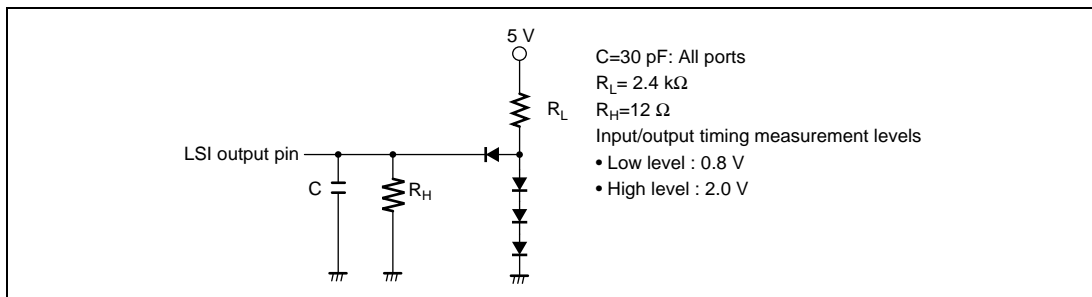 5 V
C=30 pF: All ports
R_L= 2.4 kΩ
R_L
R_H=12 Ω
Input/output timing measurement levels
LSI output pin
• Low level : 0.8 V
C
R_H
• High level : 2.0 V